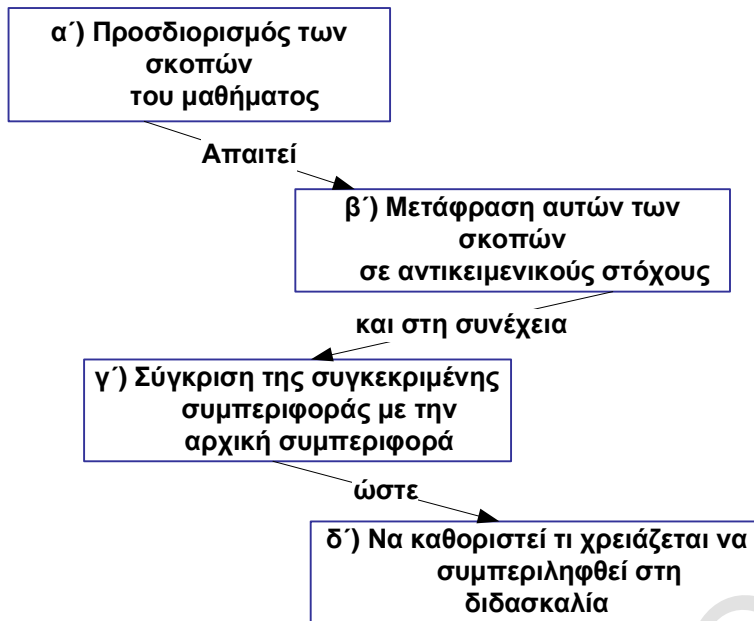 α΄) Προσδιορισμός των
σκοπών
του μαθήματος
Απαιτεί
β΄) Μετάφραση αυτών των
σκοπών
σε αντικειμενικούς στόχους
και στη συνέχεια
γ΄) Σύγκριση της συγκεκριμένης
συμπεριφοράς με την
αρχική συμπεριφορά
ώστε
δ΄) Να καθοριστεί τι χρειάζεται να
συμπεριληφθεί στη
διδασκαλία